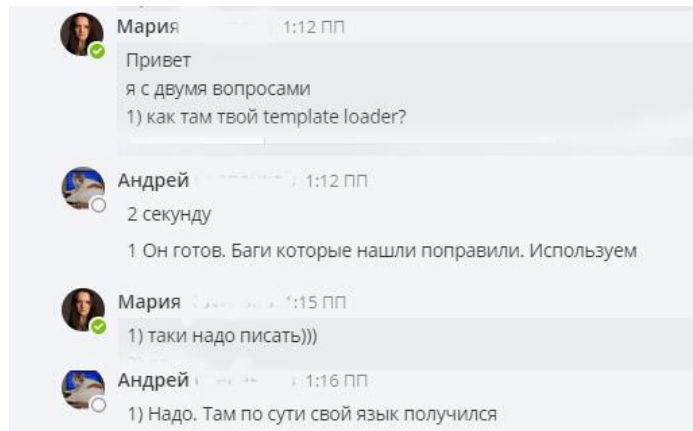 Мария 1:12 ПП
Привет
я с двумя вопросами
1) как там твой template loader?
Андрей 1:12 ПП
2 секунду
1 Он готов. Баги которые нашли поправили. Используем
Мария 1:15 ПП
1) таки надо писать)))
Андрей 1:16 ПП
1) Надо. Там по сути свой язык получился